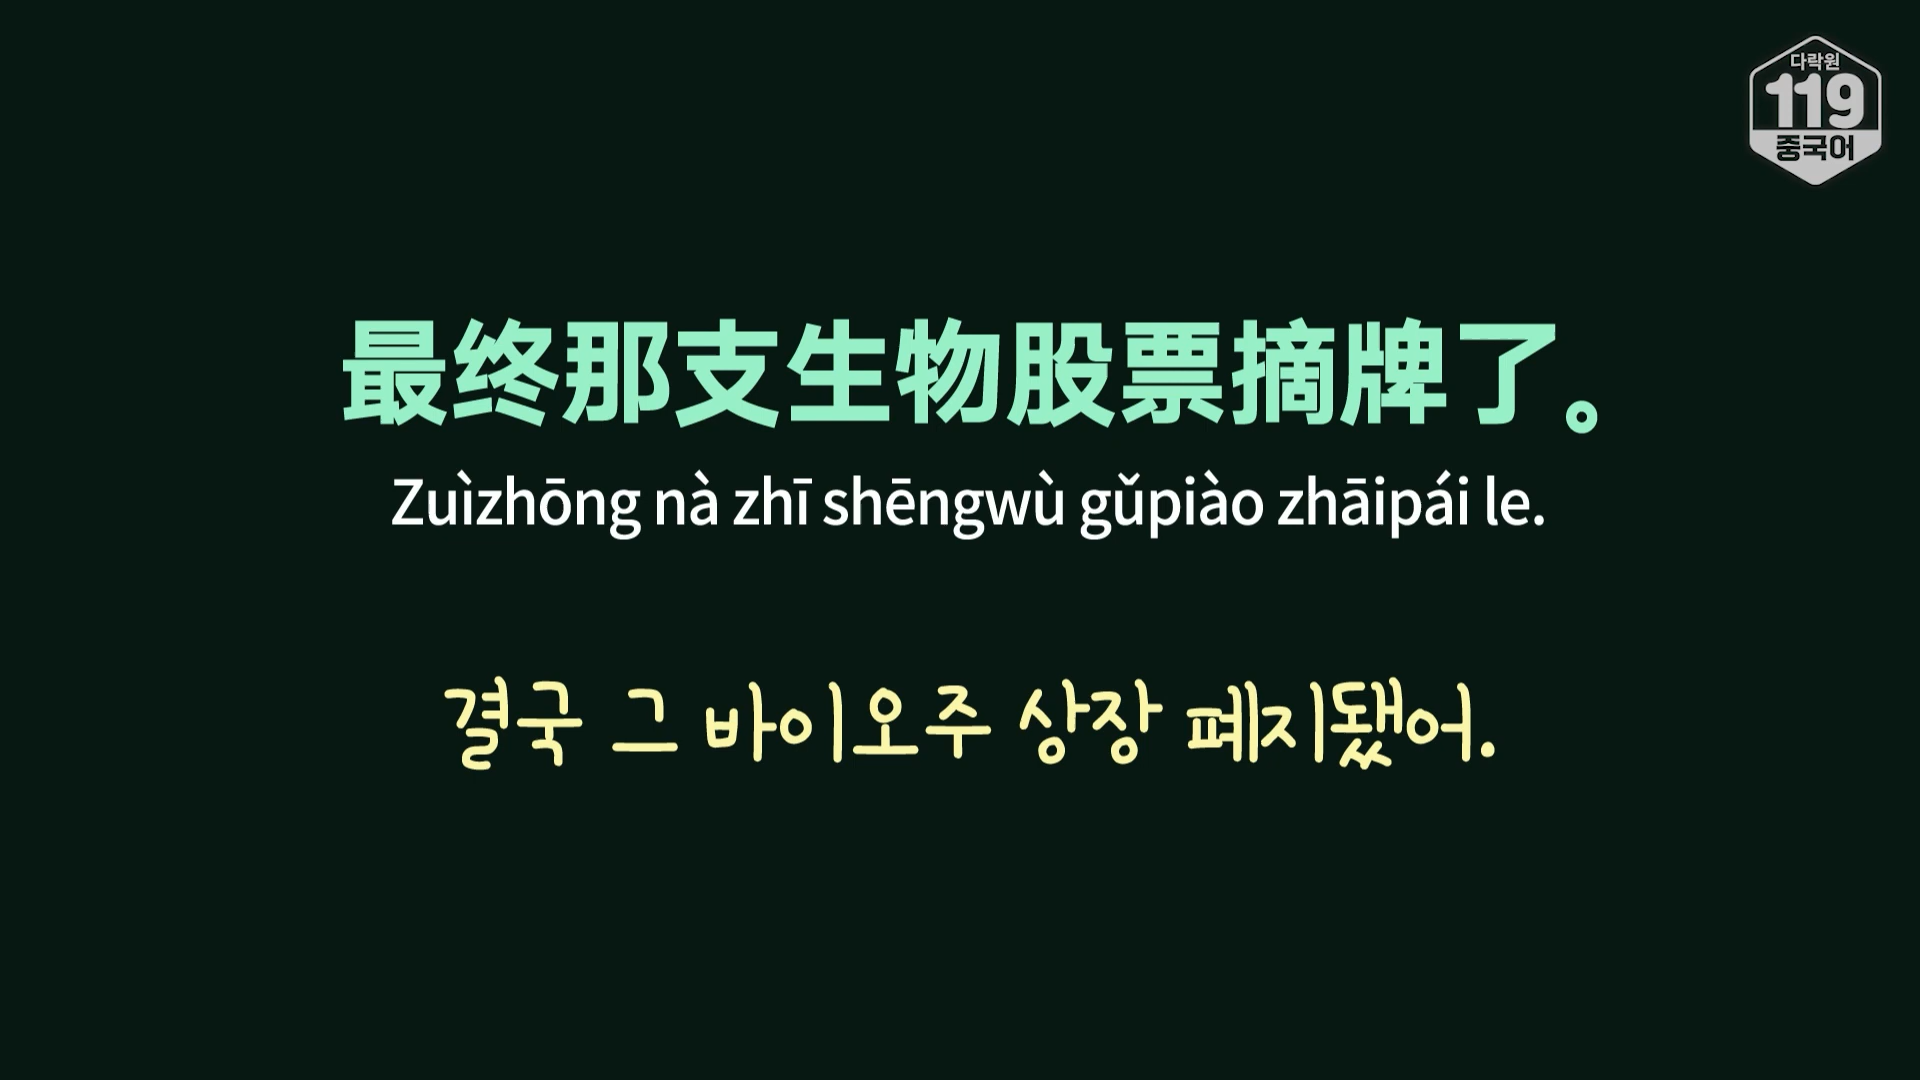 다락원
119
중국어
最终那支生物股票摘牌了。
Zuìzhōng nà zhī shēngwù gǔpiào zhāipái le.
결국 그 바이오주 상장 폐지됐어.